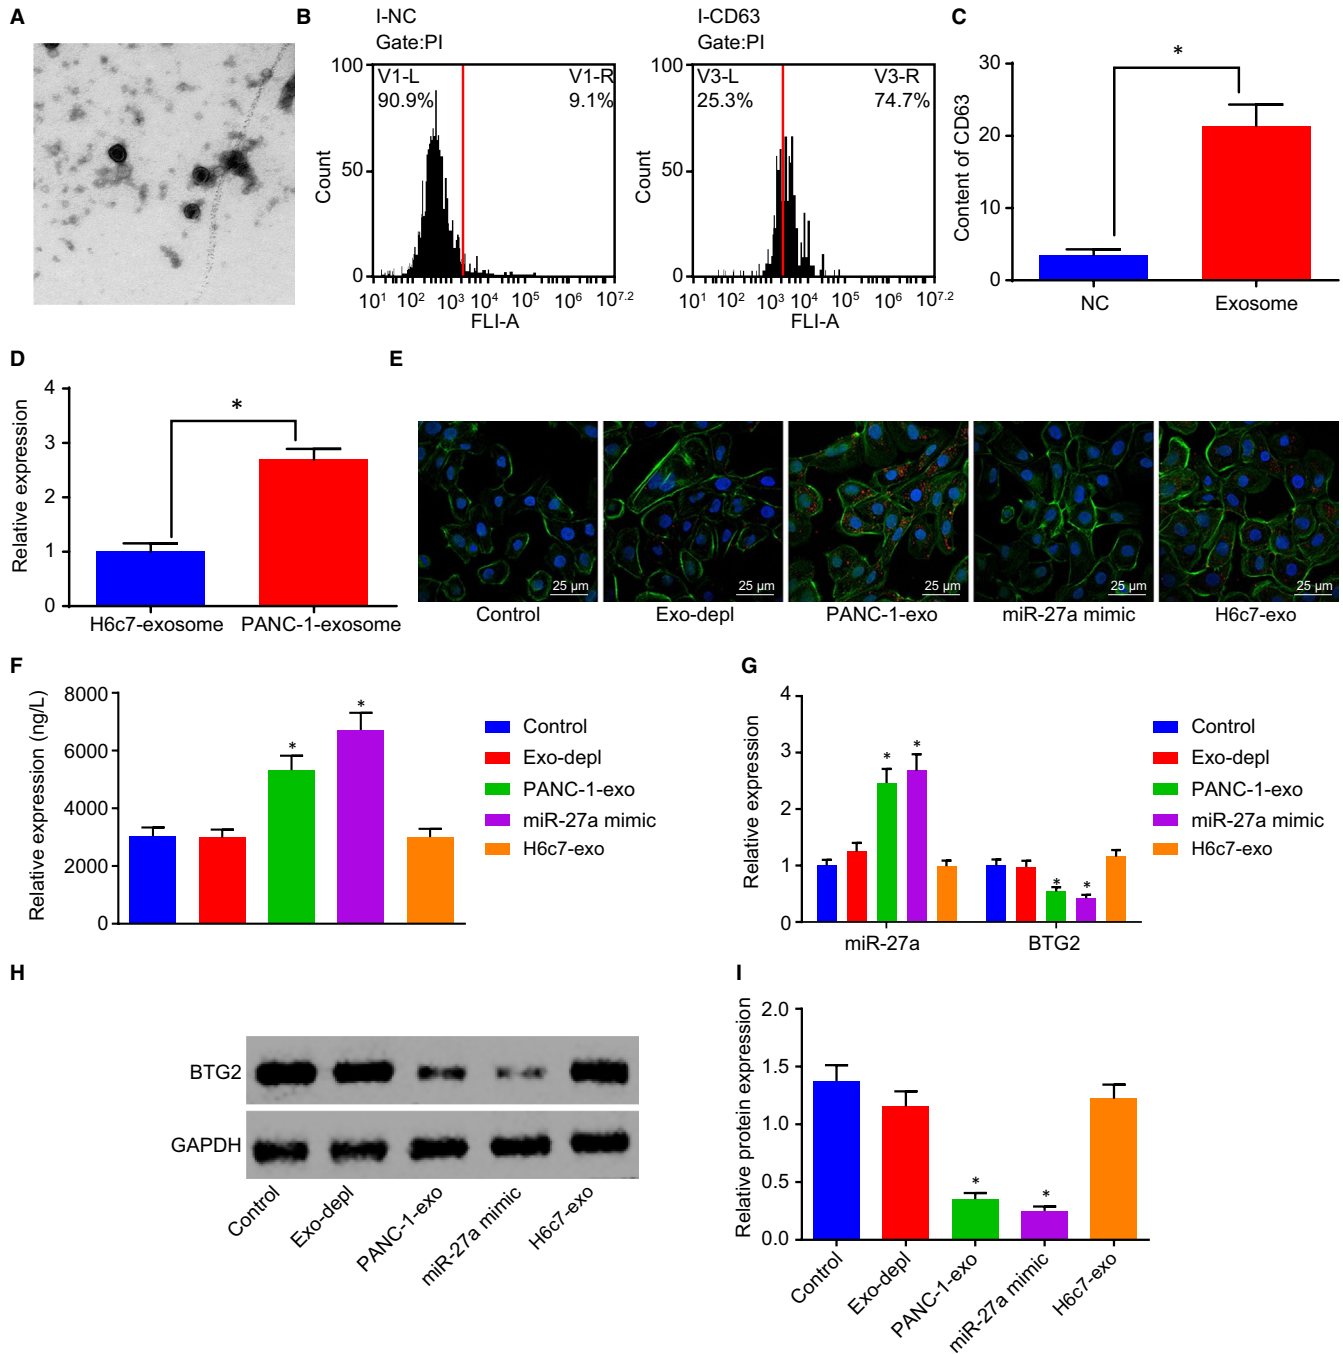 A
B
I-NC
Gate:PI
V1-L
90.9%
V1-R
9.1%
100
50
0
Count
10¹ 10² 10³ 10⁴ 10⁵ 10⁶ 10⁷·²
FLI-A
I-CD63
Gate:PI
V3-L
25.3%
V3-R
74.7%
100
50
0
Count
10¹ 10² 10³ 10⁴ 10⁵ 10⁶ 10⁷·²
FLI-A
C
Content of CD63
30
20
10
0
*
NC Exosome
D
Relative expression
4
3
2
1
0
*
H6c7-exosome PANC-1-exosome
E
25 µm 25 µm 25 µm 25 µm 25 µm
Control Exo-depl PANC-1-exo miR-27a mimic H6c7-exo
F
Relative expression (ng/L)
8000
6000
4000
2000
0
* *
Control
Exo-depl
PANC-1-exo
miR-27a mimic
H6c7-exo
G
Relative expression
4
3
2
1
0
* * * *
miR-27a BTG2
Control
Exo-depl
PANC-1-exo
miR-27a mimic
H6c7-exo
H
BTG2
GAPDH
Control Exo-depl PANC-1-exo miR-27a mimic H6c7-exo
I
Relative protein expression
2.0
1.5
1.0
0.5
0.0
* *
Control Exo-depl PANC-1-exo miR-27a mimic H6c7-exo